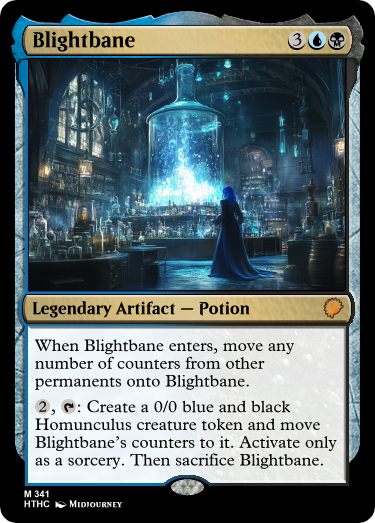 Blightbane 3
Legendary Artifact — Potion
When Blightbane enters, move any
number of counters from other
permanents onto Blightbane.
2, : Create a 0/0 blue and black
Homunculus creature token and move
Blightbane's counters to it. Activate only
as a sorcery. Then sacrifice Blightbane.
M 341
HTHC Midjourney